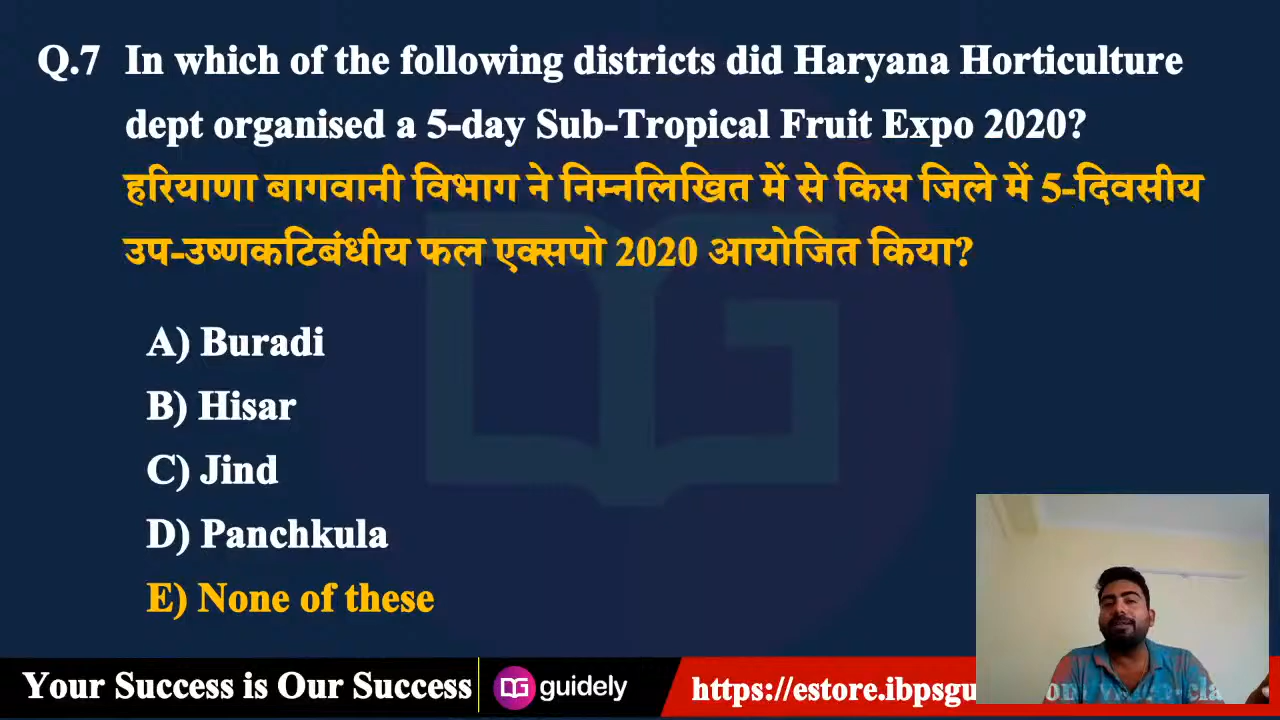 Q.7 In which of the following districts did Haryana Horticulture
dept organised a 5-day Sub-Tropical Fruit Expo 2020?
हरियाणा बागवानी विभाग ने निम्नलिखित में से किस जिले में 5-दिवसीय
उप-उष्णकटिबंधीय फल एक्सपो 2020 आयोजित किया?
A) Buradi
B) Hisar
C) Jind
D) Panchkula
E) None of these
Your Success is Our Success
guidely
https://estore.ibpsgu